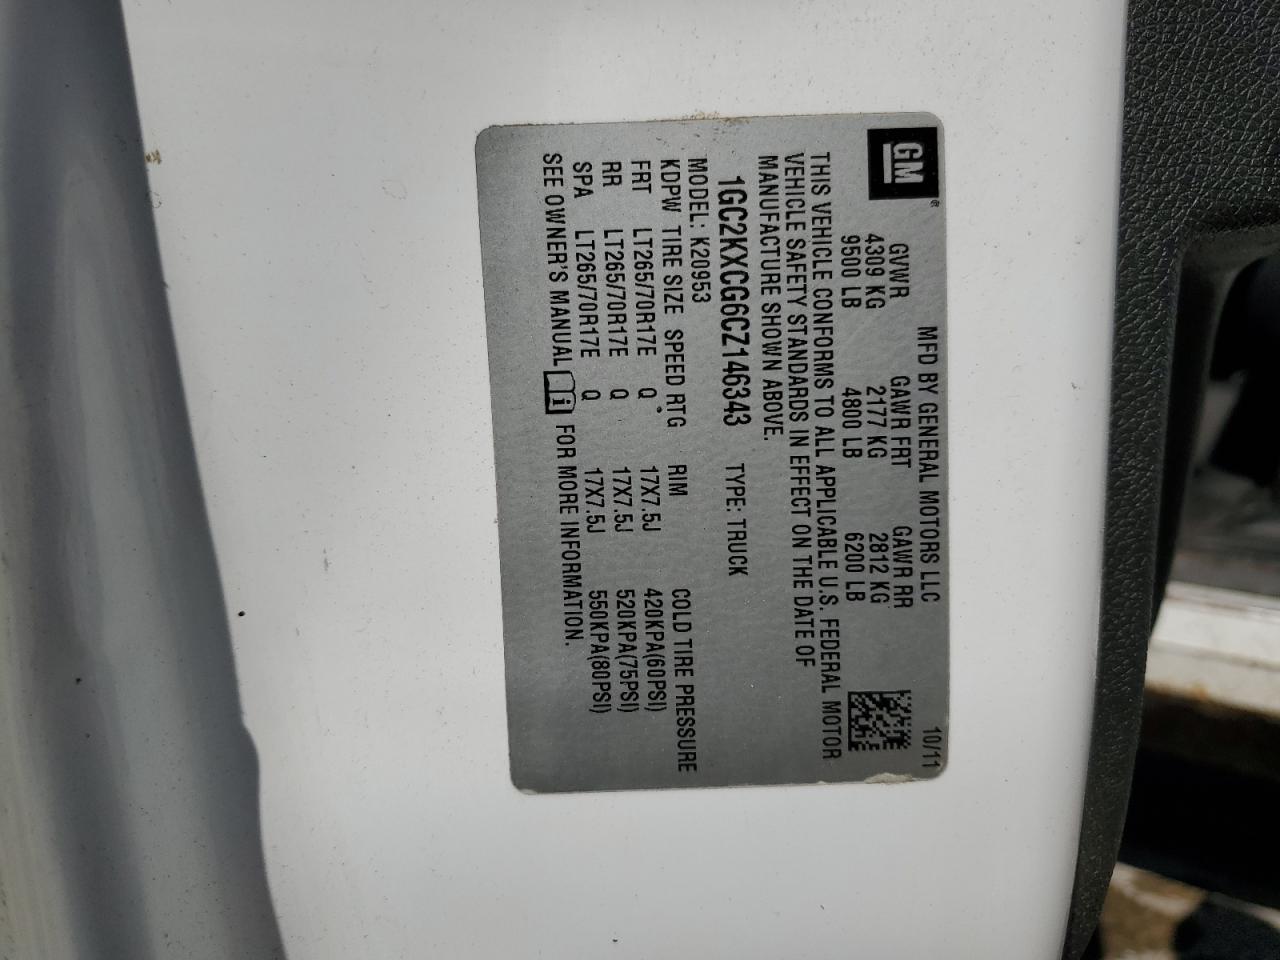 GM®
MFD BY GENERAL MOTORS LLC 10/11
GVWR GAWR FRT GAWR RR
4309 KG 2177 KG 2812 KG
9500 LB 4800 LB 6200 LB
THIS VEHICLE CONFORMS TO ALL APPLICABLE U.S. FEDERAL MOTOR
VEHICLE SAFETY STANDARDS IN EFFECT ON THE DATE OF
MANUFACTURE SHOWN ABOVE.
1GC2KXCG6CZ146343 TYPE: TRUCK
MODEL: K20953
KDPW TIRE SIZE SPEED RTG RIM COLD TIRE PRESSURE
FRT LT265/70R17E Q 17X7.5J 420KPA(60PSI)
RR LT265/70R17E Q 17X7.5J 520KPA(75PSI)
SPA LT265/70R17E Q 17X7.5J 550KPA(80PSI)
SEE OWNER'S MANUAL i FOR MORE INFORMATION.